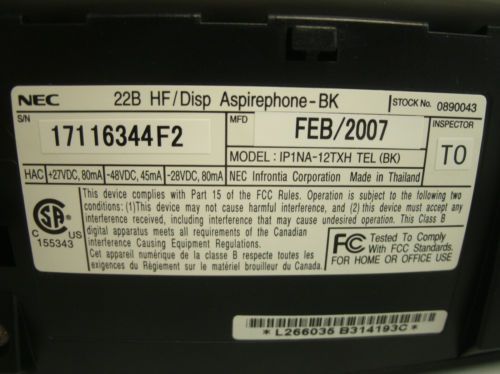 NEC 22B HF/Disp Aspirephone-BK STOCK No. 0890043
S/N 17116344F2 MFD FEB/2007 INSPECTOR TO
MODEL: IP1NA-12TXH TEL (BK)
HAC +27VDC, 80mA -48VDC, 45mA -28VDC, 80mA NEC Infrontia Corporation Made in Thailand
This device complies with Part 15 of the FCC Rules. Operation is subject to the following two
conditions: (1)This device may not cause harmful interference, and (2) this device must accept
any interference received, including interference that may cause undesired operation. This Class B
digital apparatus meets all requirements of the Canadian
Interference Causing Equipment Regulations.
Cet appareil numérique de la classe B respecte toutes les
exigences du Règlement sur le matériel brouilleur du Canada.
C SA US
155343
FCC Tested To Comply
With FCC Standards.
FOR HOME OR OFFICE USE
* L266035 B314193C *